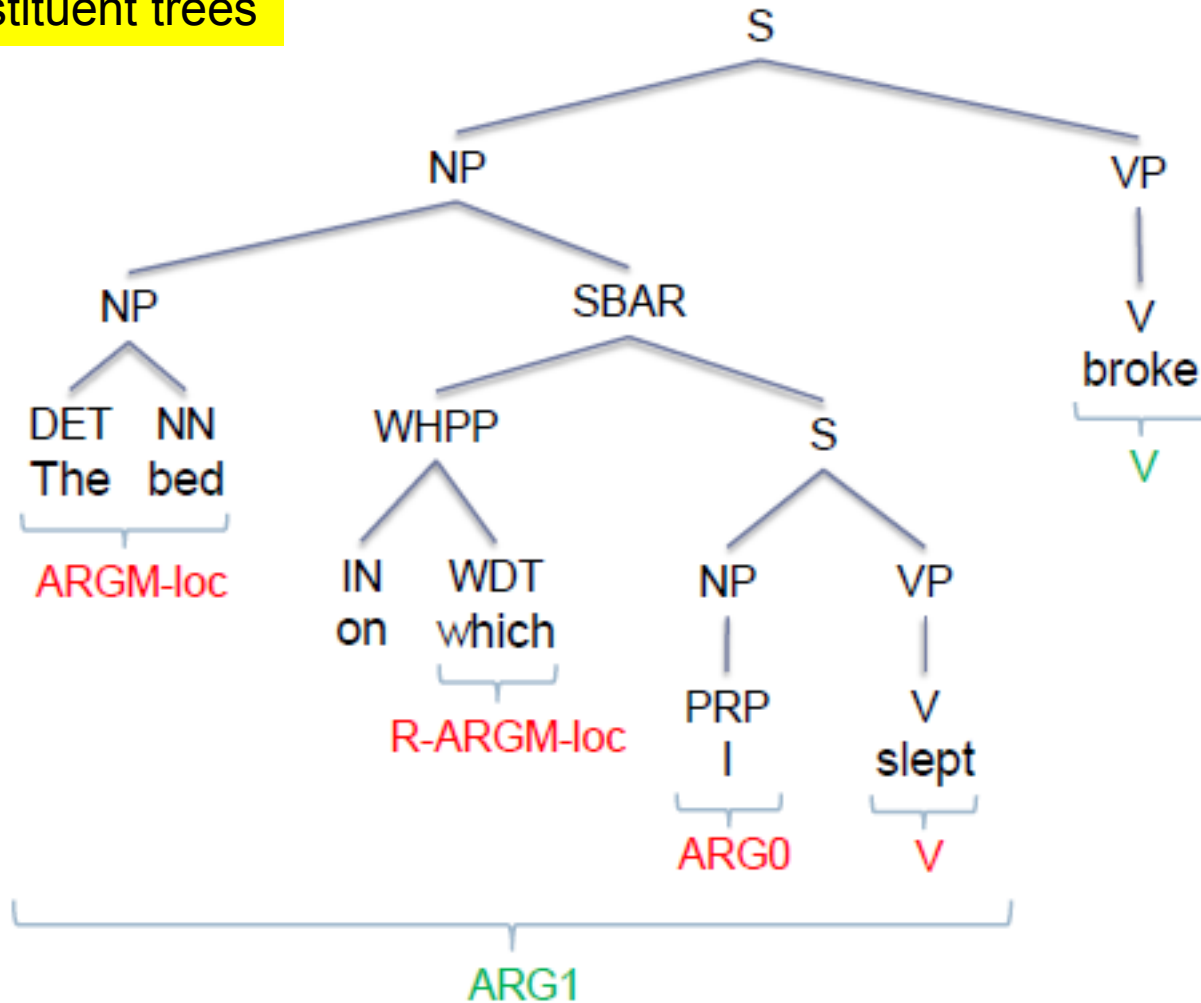 stituent trees
S
NP VP
NP SBAR V
broke
DET NN WHPP S V
The bed
ARGM-loc IN WDT NP VP
on which
R-ARGM-loc PRP V
I slept
ARG0 V
ARG1